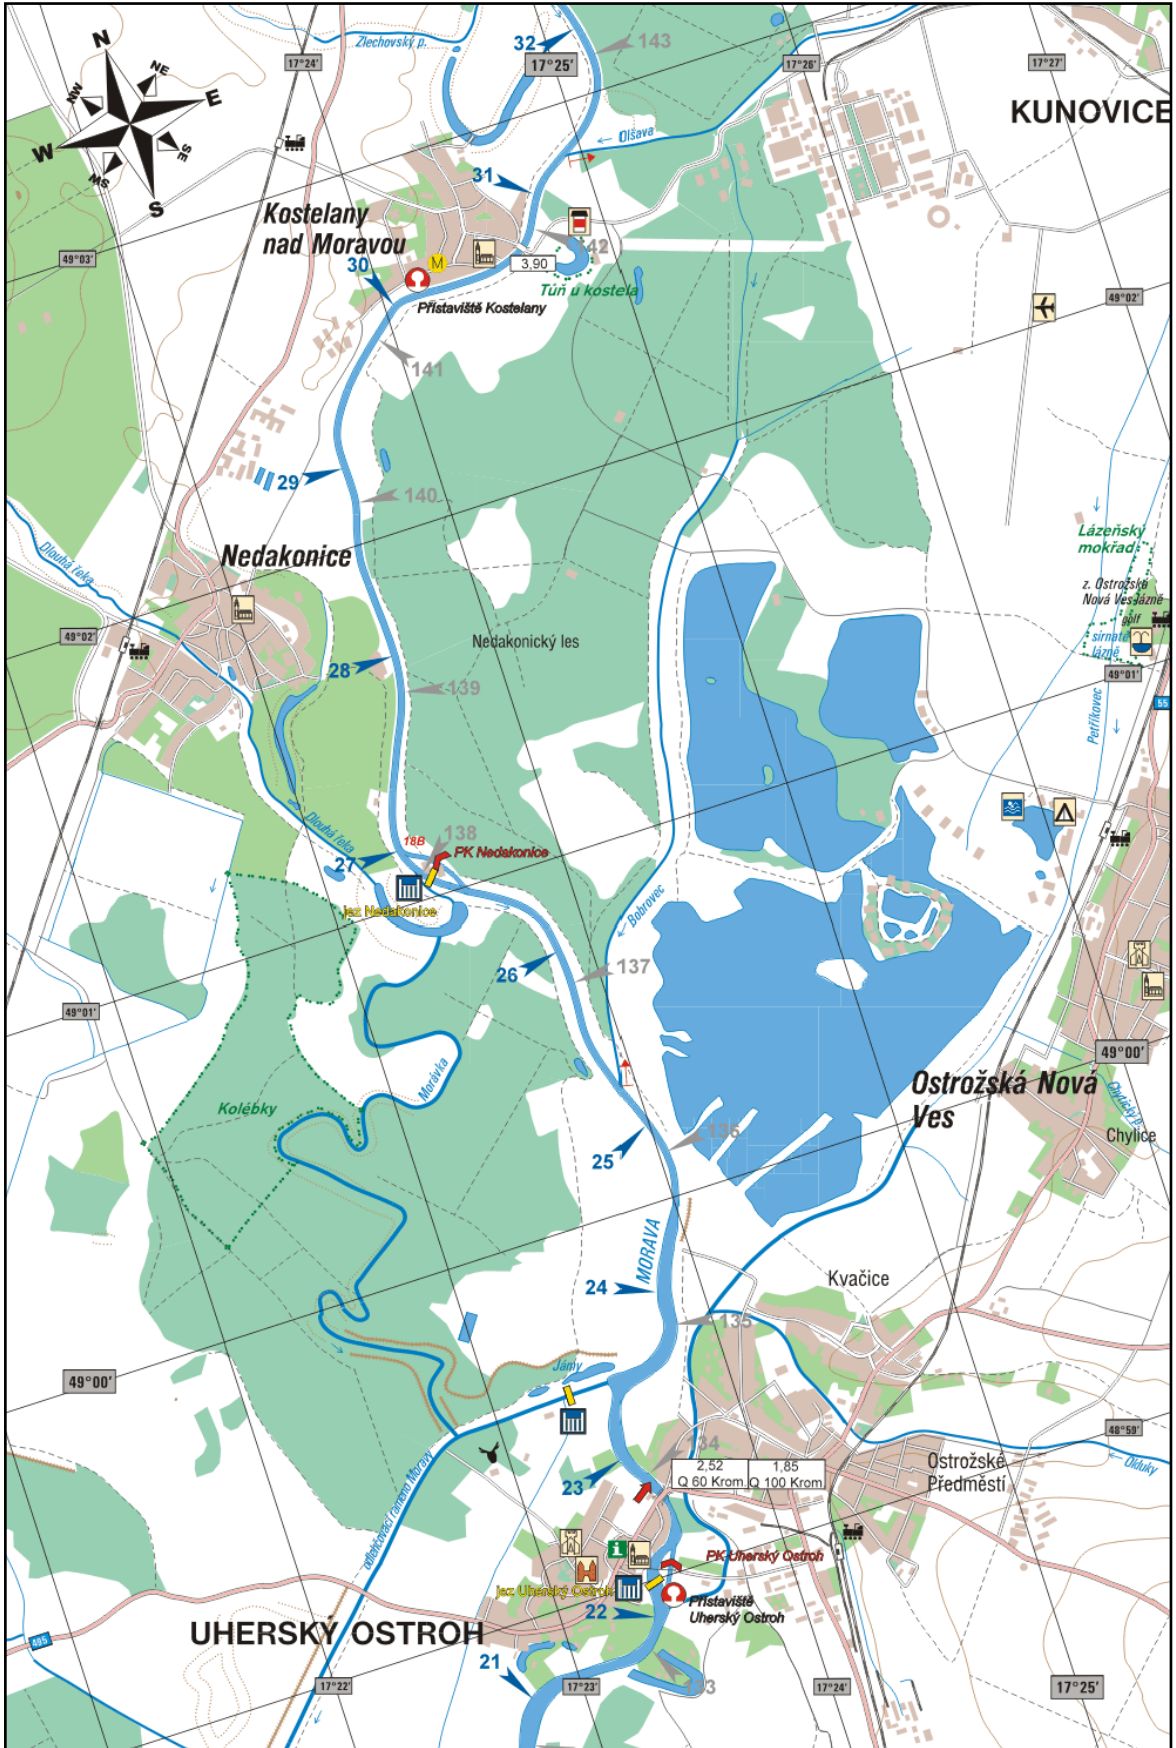 Zlechovský p.
32
143
17°24'
17°25'
17°26'
17°27'
N
NE
E
SE
S
SW
W
NW
KUNOVICE
Olšava
31
Kostelany
nad Moravou
142
49°03'
30
M
3.90
Túň u kostela
Přístaviště Kostelany
49°02'
141
29
140
Lázeňský
mokřad
Dlouhá řeka
Nedakonice
z. Ostrožská
Nová Ves-lázně
golf
49°02'
Nedakonický les
sirnaté
lázně
28
139
49°01'
Petříkovec
55
Dlouhá řeka
18B
138
PK Nedakonice
27
jez Nedakonice
Bobrovec
26
137
49°01'
49°00'
Morávka
Ostrožská Nová
Ves
Kolébky
Chylický p.
Chylice
136
25
MORAVA
24
Kvačice
135
Jámy
49°00'
134
48°59'
2,52
1,85
Q 60 Krom.
Q 100 Krom.
Ostrožské
Předměstí
Okluky
23
odlehčovací rameno Moravy
PK Uherský Ostroh
jez Uherský Ostroh
Přístaviště
Uherský Ostroh
22
UHERSKÝ OSTROH
495
21
133
17°22'
17°23'
17°24'
17°25'